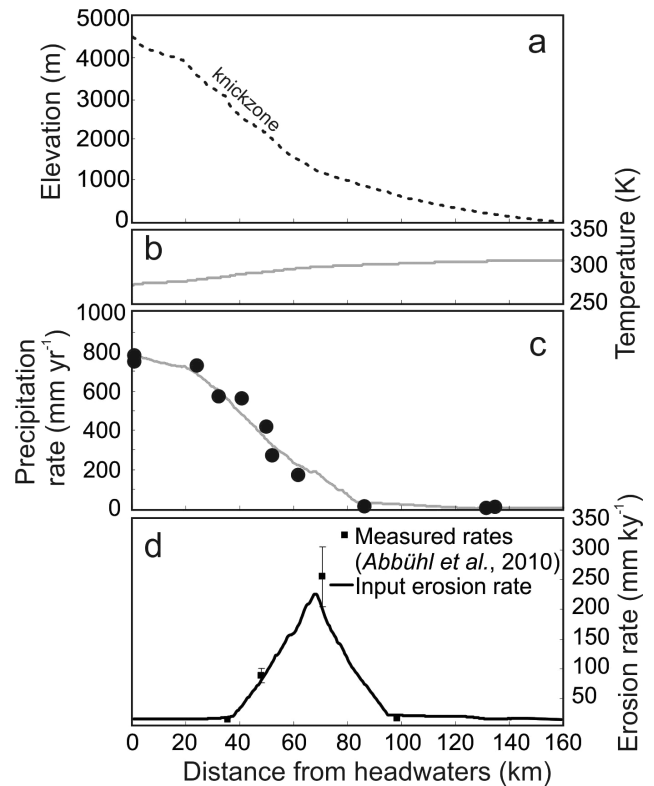 5000
4000
3000
2000
1000
0
Elevation (m)
a
knickzone
b
350
300
250
Temperature (K)
1000
800
600
400
200
0
Precipitation
rate (mm yr⁻¹)
c
d
Measured rates
(Abbühl et al., 2010)
Input erosion rate
350
300
250
200
150
100
50
Erosion rate (mm ky⁻¹)
0 20 40 60 80 100 120 140 160
Distance from headwaters (km)